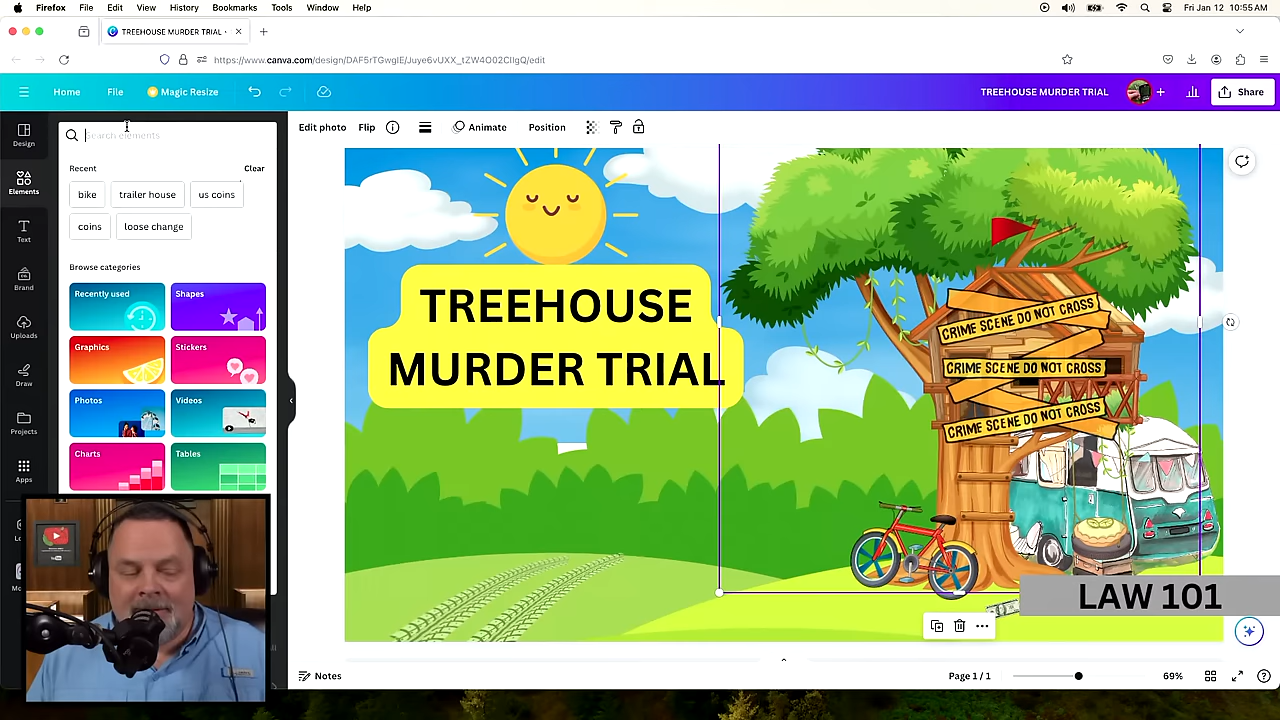 Firefox File Edit View History Bookmarks Tools Window Help Fri Jan 12 10:55 AM
TREEHOUSE MURDER TRIAL
https://www.canva.com/design/DAF5rTGwgIE/Juye6vUXX_tZW4O02CIIgQ/edit
Home File Magic Resize TREEHOUSE MURDER TRIAL Share
Edit photo Flip Animate Position
Design
Elements
Text
Brand
Uploads
Draw
Projects
Apps
Search elements
Recent Clear
bike trailer house us coins
coins loose change
Browse categories
Recently used Shapes
Graphics Stickers
Photos Videos
Charts Tables
TREEHOUSE
MURDER TRIAL
CRIME SCENE DO NOT CROSS
CRIME SCENE DO NOT CROSS
CRIME SCENE DO NOT CROSS
LAW 101
Notes Page 1 / 1 69%